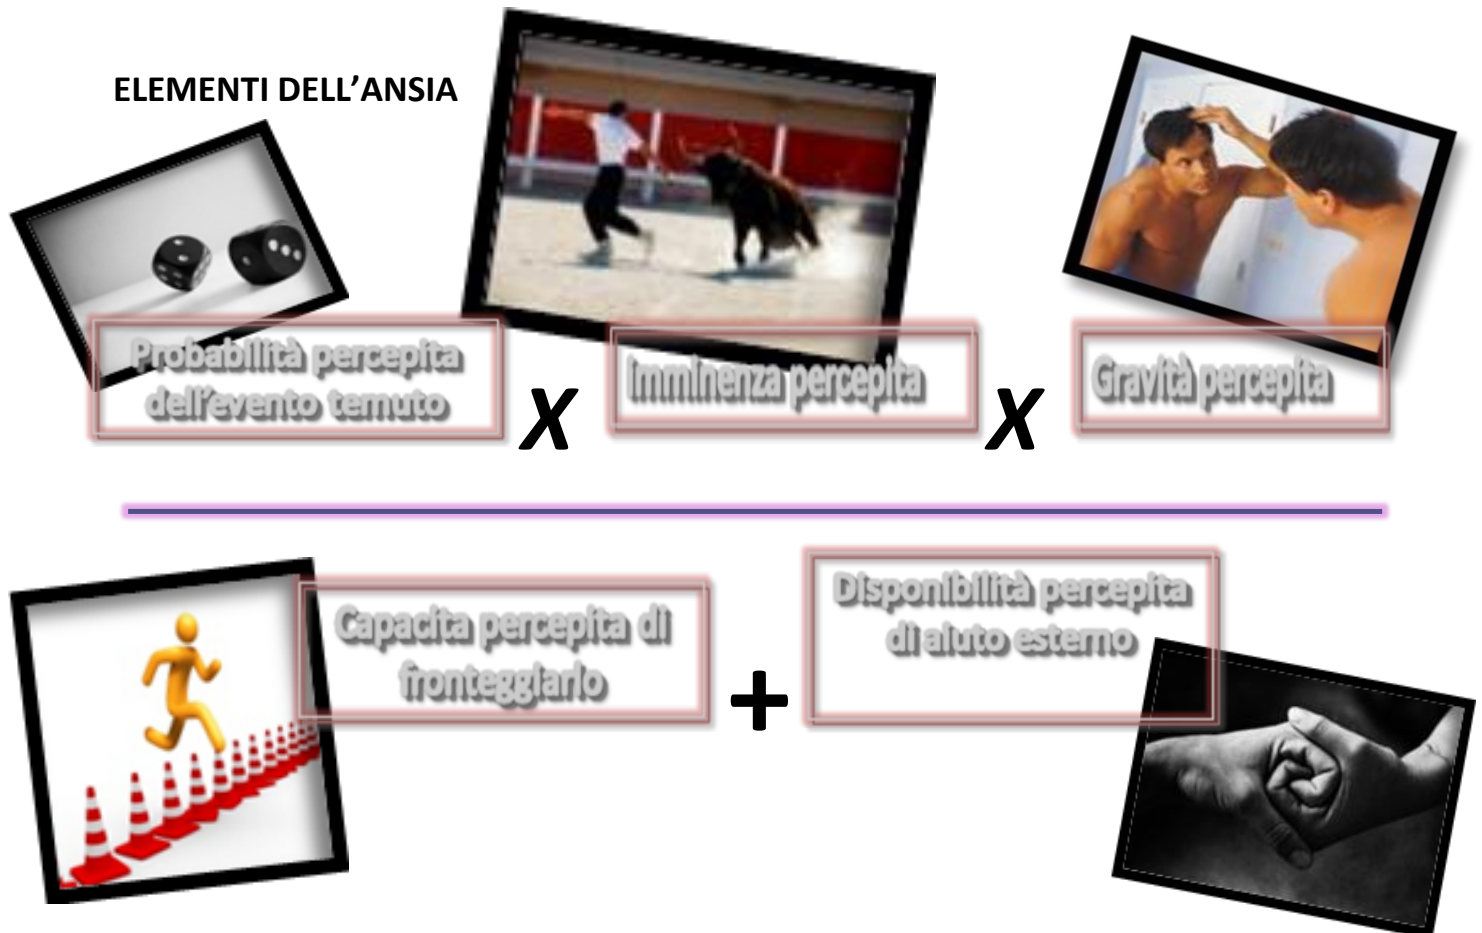 ELEMENTI DELL’ANSIA
Probabilità percepita
dell’evento temuto
X
Imminenza percepita
X
Gravità percepita
Capacita percepita di
fronteggiarlo
+
Disponibilità percepita
di aiuto esterno